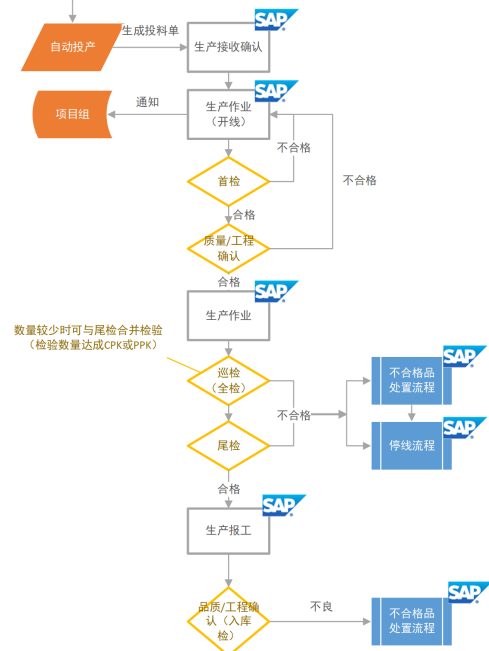 生成投料单
SAP
自动投产
生产接收确认
SAP
通知
生产作业
（开线）
项目组
不合格
首检
不合格
合格
质量/工程
确认
合格
SAP
生产作业
数量较少时可与尾检合并检验
（检验数量达成CPK或PPK）
巡检
（全检）
SAP
不合格品
处置流程
不合格
SAP
尾检
停线流程
合格
SAP
生产报工
SAP
品质/工程确
认（入库
检）
不良
不合格品
处置流程